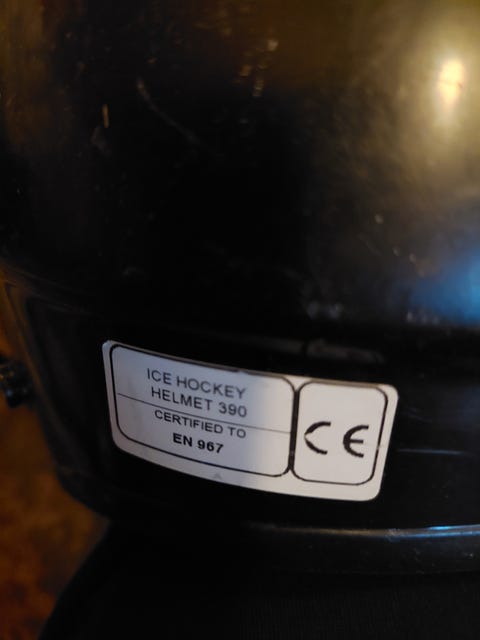 ICE HOCKEY
HELMET 390
CERTIFIED TO
EN 967
CE